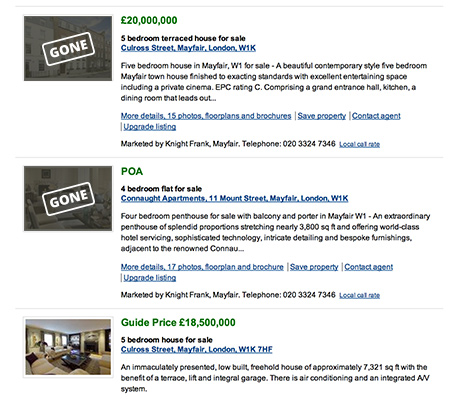 £20,000,000
GONE
5 bedroom terraced house for sale
Culross Street, Mayfair, London, W1K
Five bedroom house in Mayfair, W1 for sale - A beautiful contemporary style five bedroom
Mayfair town house finished to exacting standards with excellent entertaining space
including a private cinema. EPC rating C. Comprising a grand entrance hall, kitchen, a
dining room that leads out...
More details, 15 photos, floorplans and brochures | Save property | Contact agent
| Upgrade listing
Marketed by Knight Frank, Mayfair. Telephone: 020 3324 7346 Local call rate
POA
GONE
4 bedroom flat for sale
Connaught Apartments, 11 Mount Street, Mayfair, London, W1K
Four bedroom penthouse for sale with balcony and porter in Mayfair W1 - An extraordinary
penthouse of splendid proportions stretching nearly 3,800 sq ft and offering world-class
hotel servicing, sophisticated technology, intricate detailing and bespoke furnishings,
adjacent to the renowned Connau...
More details, 17 photos, floorplan and brochure | Save property | Contact agent
| Upgrade listing
Marketed by Knight Frank, Mayfair. Telephone: 020 3324 7346 Local call rate
Guide Price £18,500,000
5 bedroom house for sale
Culross Street, Mayfair, London, W1K 7HF
An immaculately presented, low built, freehold house of approximately 7,321 sq ft with the
benefit of a terrace, lift and integral garage. There is air conditioning and an integrated A/V
system.